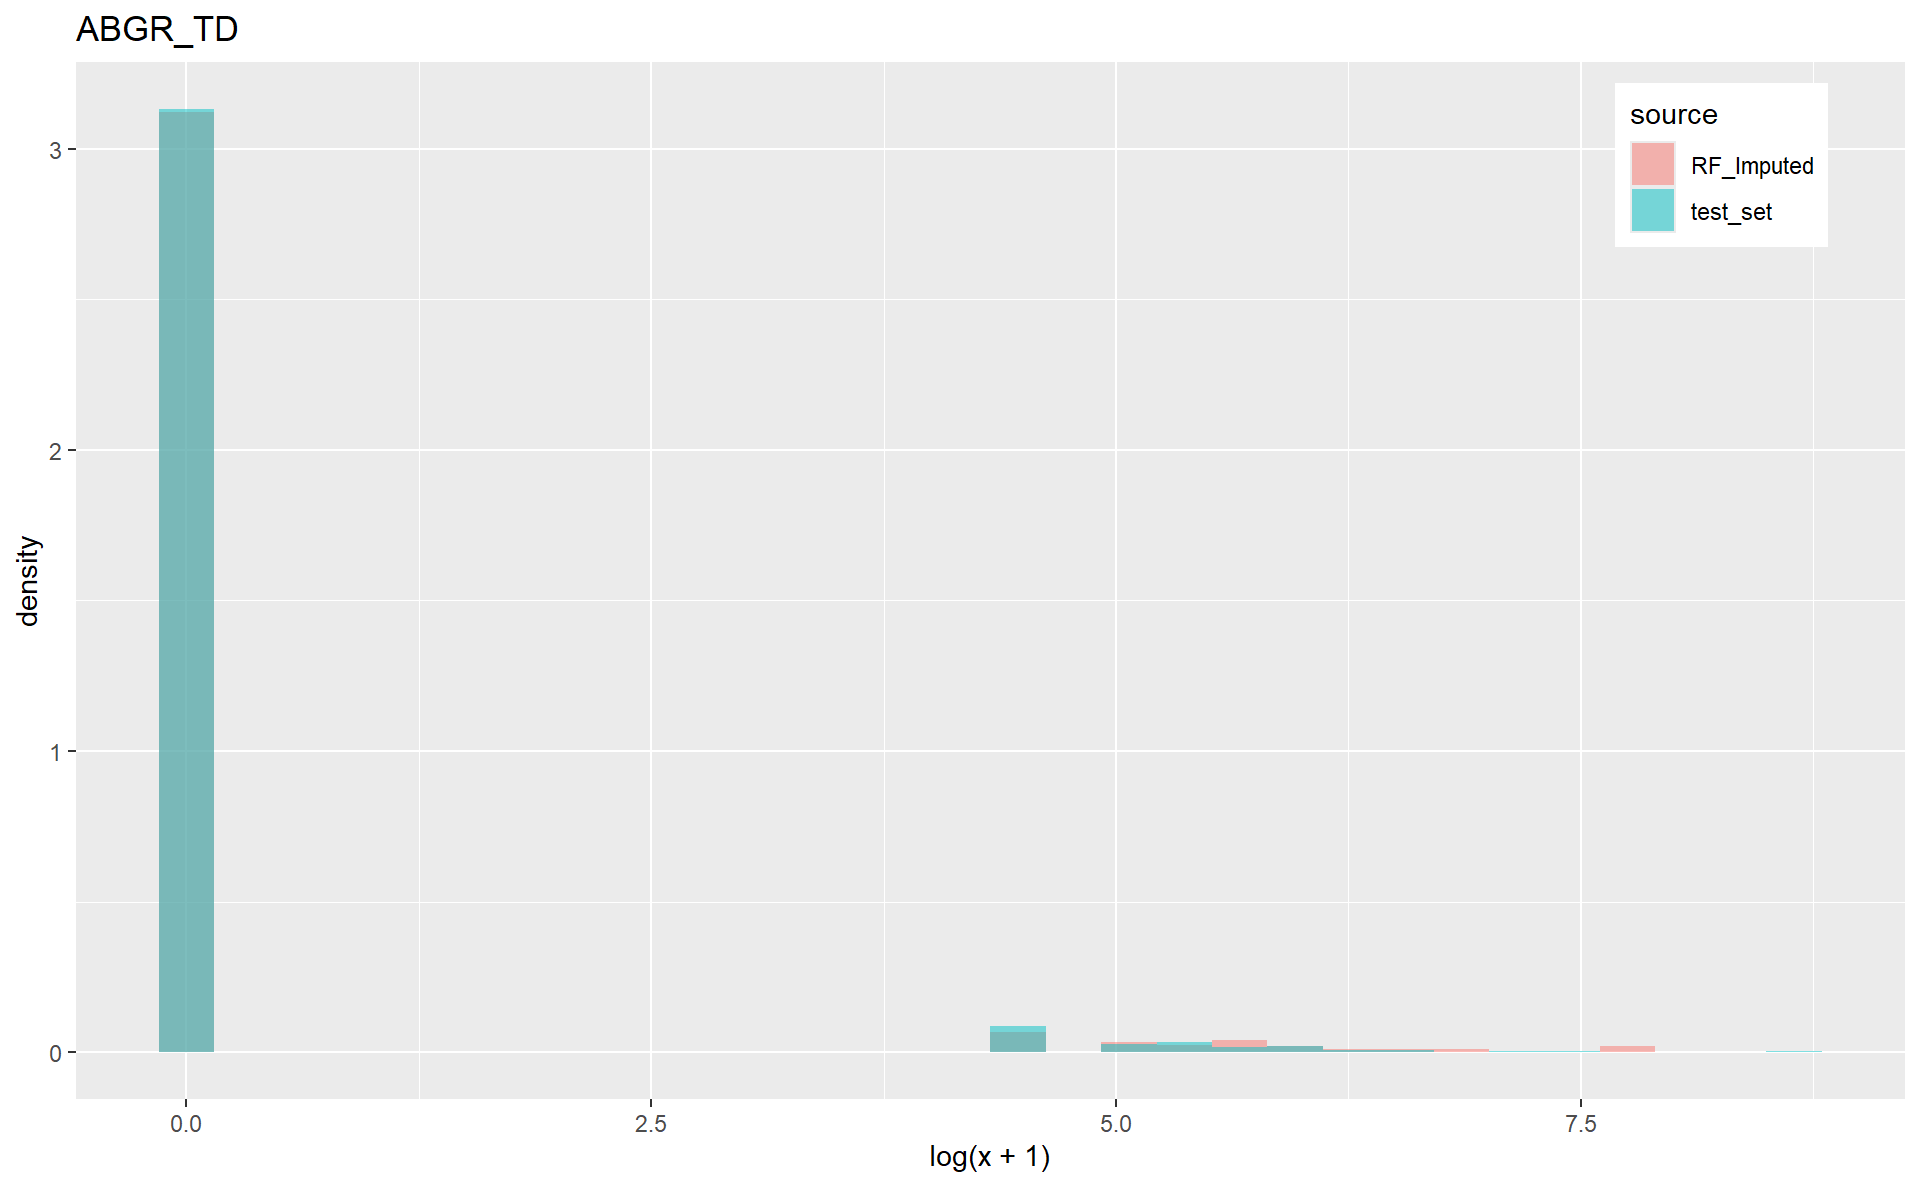 ABGR_TD
source
RF_Imputed
test_set
3
2
1
0
density
0.0
2.5
5.0
7.5
log(x + 1)